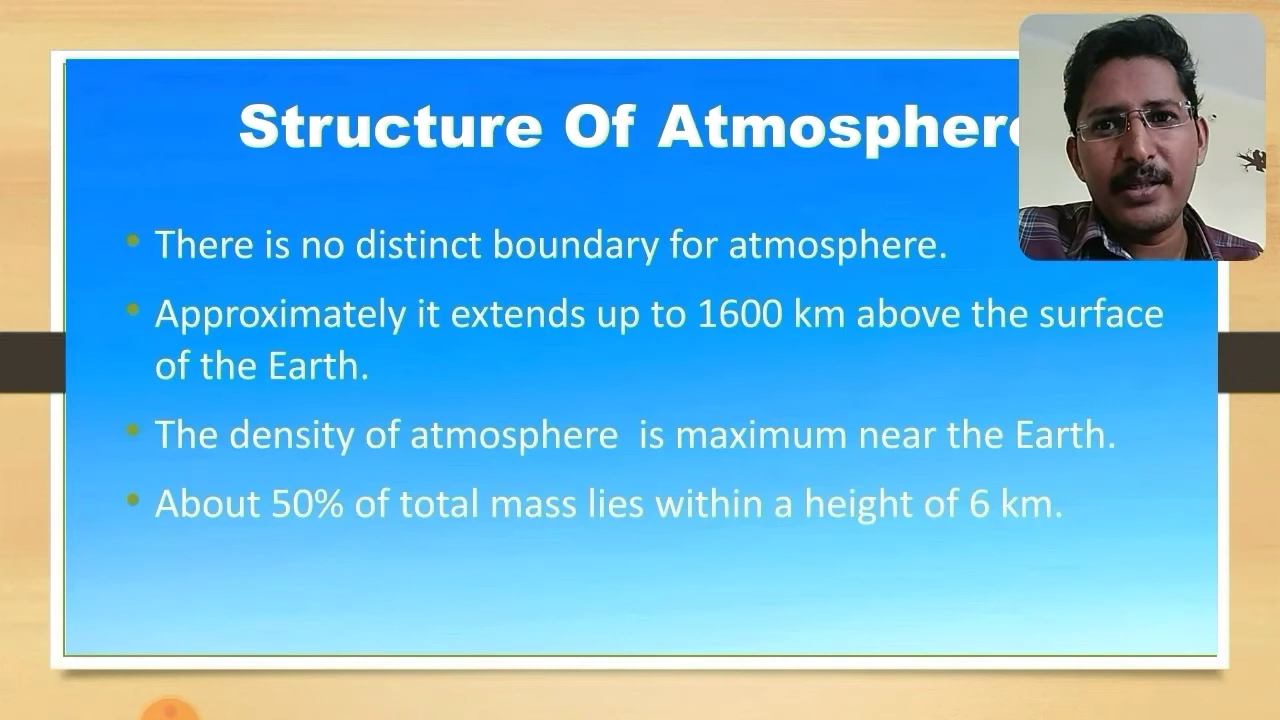 Structure Of Atmosphere
• There is no distinct boundary for atmosphere.
• Approximately it extends up to 1600 km above the surface
of the Earth.
• The density of atmosphere is maximum near the Earth.
• About 50% of total mass lies within a height of 6 km.